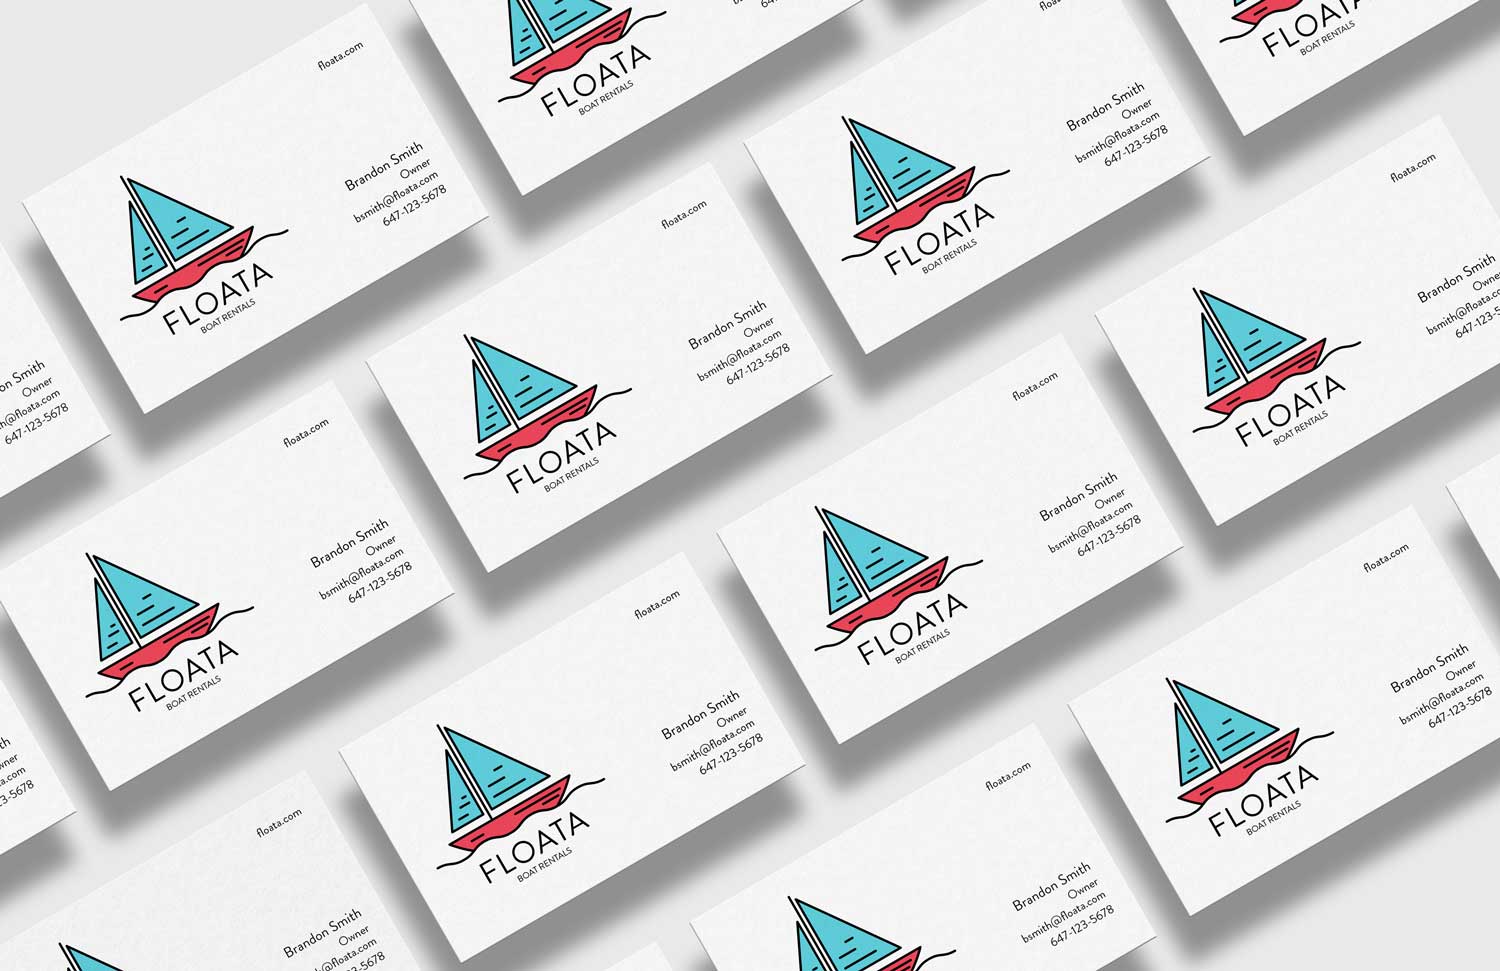 floata.com
FLOATA
BOAT RENTALS
Brandon Smith
Owner
bsmith@floata.com
647-123-5678
FLOATA
BOAT RENTALS
FLOATA
BOAT RENTALS
Brandon Smith
Owner
bsmith@floata.com
647-123-5678
FLOATA
BOAT RENTALS
Smith
Owner
647-123-5678
floata.com
FLOATA
BOAT RENTALS
Brandon Smith
Owner
bsmith@floata.com
647-123-5678
floata.com
FLOATA
BOAT RENTALS
Brandon Smith
floata.com
FLOATA
BOAT RENTALS
Brandon Smith
Owner
bsmith@floata.com
647-123-5678
floata.com
FLOATA
BOAT RENTALS
Brandon Smith
Owner
bsmith@floata.com
647-123-5678
floata.com
FLOATA
BOAT RENTALS
Brandon Smith
Owner
bsmith@floata.com
647-123-5678
floata.com
FLOATA
BOAT RENTALS
Brandon Smith
Owner
bsmith@floata.com
647-123-5678
floata.com
Brandon Smith
Owner
floata.com
Brandon Smith
Owner
bsmith@floata.com
647-123-5678